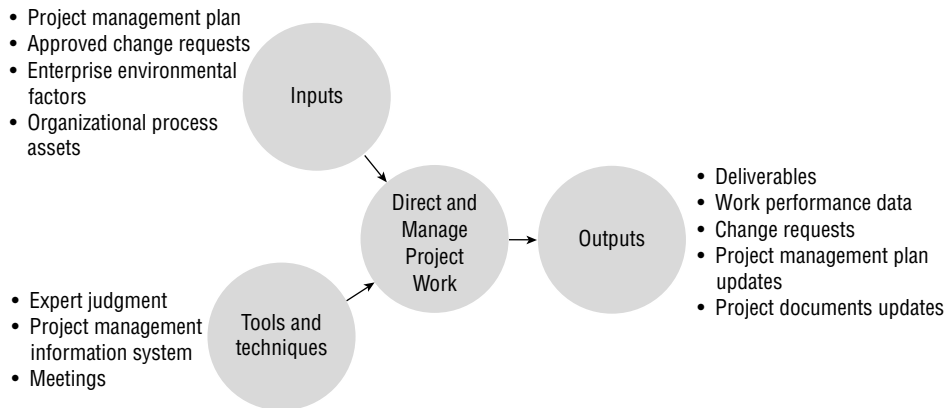 • Project management plan
• Approved change requests
• Enterprise environmental
factors
• Organizational process
assets
Inputs
Direct and
Manage
Project
Work
Outputs
• Deliverables
• Work performance data
• Change requests
• Project management plan
updates
• Project documents updates
• Expert judgment
• Project management
information system
• Meetings
Tools and
techniques